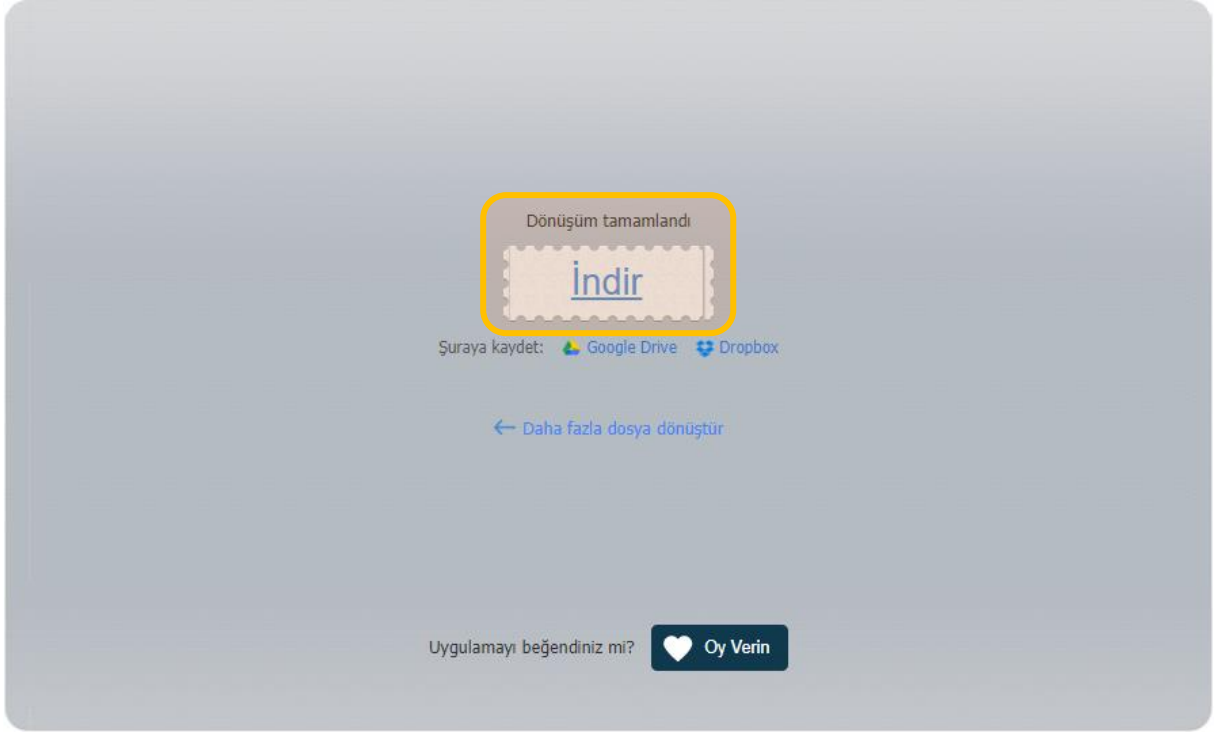 Dönüşüm tamamlandı
İndir
Şuraya kaydet: Google Drive Dropbox
← Daha fazla dosya dönüştür
Uygulamayı beğendiniz mi? Oy Verin